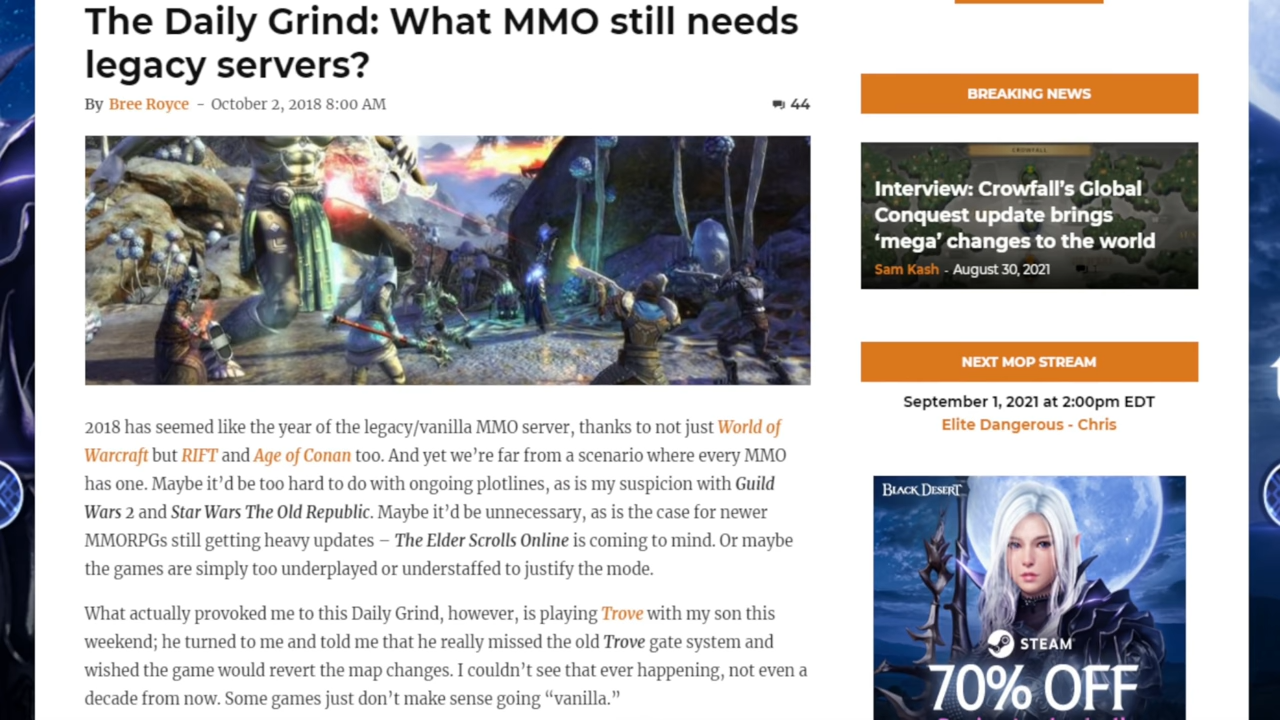 The Daily Grind: What MMO still needs
legacy servers?
By Bree Royce - October 2, 2018 8:00 AM
44
2018 has seemed like the year of the legacy/vanilla MMO server, thanks to not just World of
Warcraft but RIFT and Age of Conan too. And yet we’re far from a scenario where every MMO
has one. Maybe it’d be too hard to do with ongoing plotlines, as is my suspicion with Guild
Wars 2 and Star Wars The Old Republic. Maybe it’d be unnecessary, as is the case for newer
MMORPGs still getting heavy updates – The Elder Scrolls Online is coming to mind. Or maybe
the games are simply too underplayed or understaffed to justify the mode.
What actually provoked me to this Daily Grind, however, is playing Trove with my son this
weekend; he turned to me and told me that he really missed the old Trove gate system and
wished the game would revert the map changes. I couldn’t see that ever happening, not even a
decade from now. Some games just don’t make sense going “vanilla.”
BREAKING NEWS
CROWFALL
Interview: Crowfall’s Global
Conquest update brings
‘mega’ changes to the world
Sam Kash - August 30, 2021
NEXT MOP STREAM
September 1, 2021 at 2:00pm EDT
Elite Dangerous - Chris
BLACK DESERT
STEAM
70% OFF